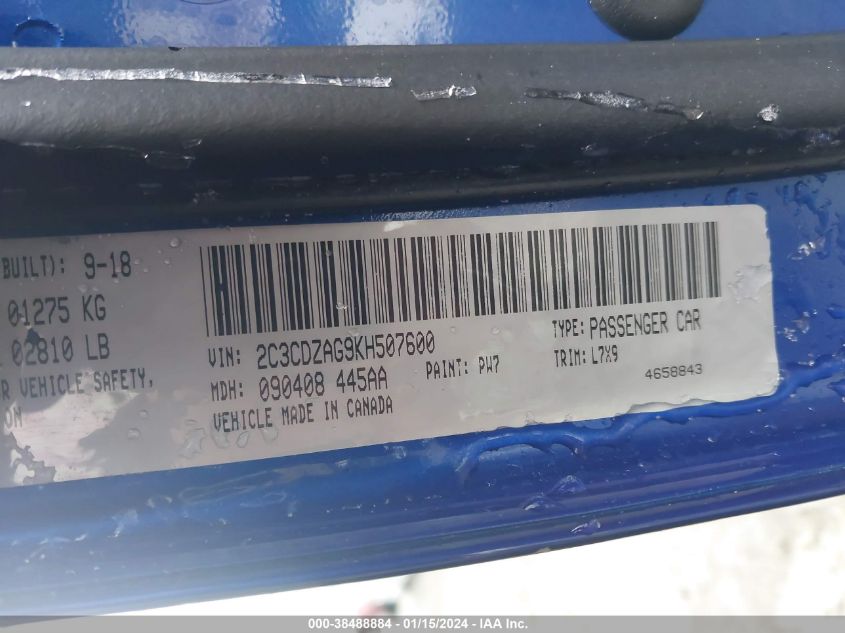 BUILT): 9-18
01275 KG
02810 LB
R VEHICLE SAFETY,
ON
VIN: 2C3CDZAG9KH507600
TYPE: PASSENGER CAR
MDH: 090408 445AA
PAINT: PW7
TRIM: L7X9
VEHICLE MADE IN CANADA
4658843
000-38488884 - 01/15/2024 - IAA Inc.